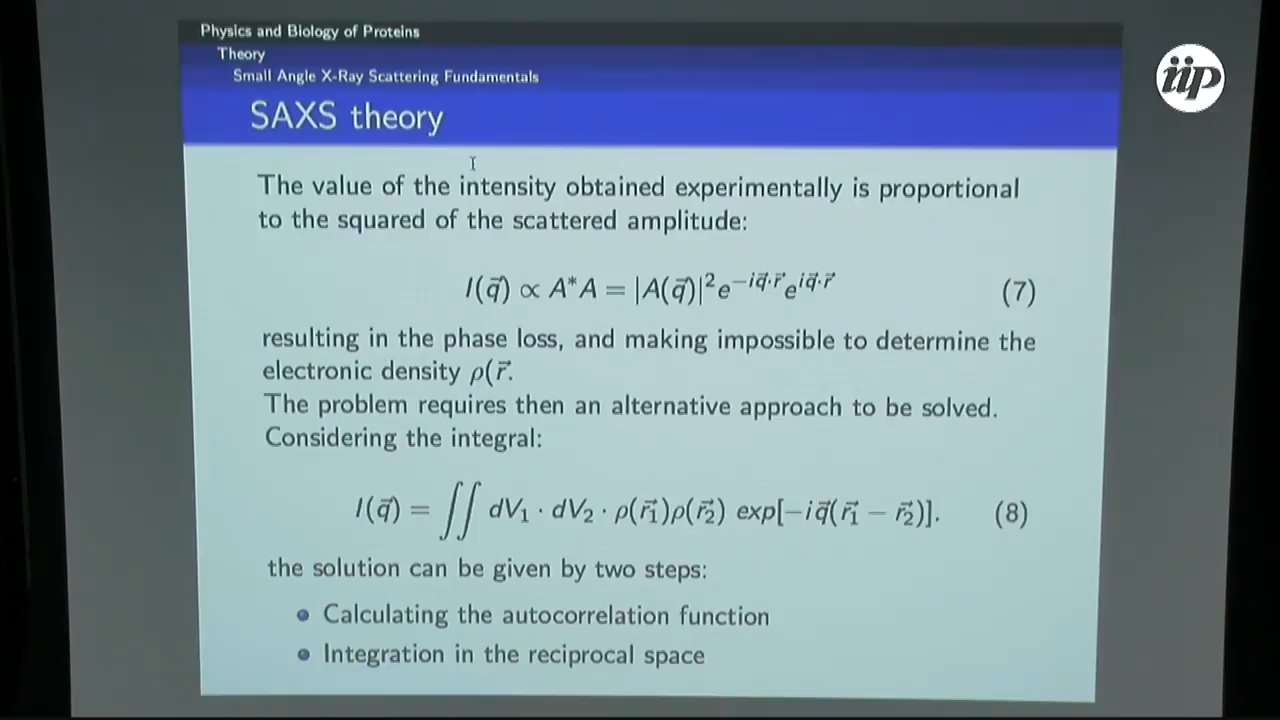 Physics and Biology of Proteins
Theory
Small Angle X-Ray Scattering Fundamentals
iip
SAXS theory
The value of the intensity obtained experimentally is proportional
to the squared of the scattered amplitude:
I(q⃗) ∝ A*A = |A(q⃗)|²e^{−iq⃗·r⃗}e^{iq⃗·r⃗} (7)
resulting in the phase loss, and making impossible to determine the
electronic density ρ(r⃗.
The problem requires then an alternative approach to be solved.
Considering the integral:
I(q⃗) = ∬ dV₁ · dV₂ · ρ(r⃗₁)ρ(r⃗₂) exp[−iq⃗(r⃗₁ − r⃗₂)]. (8)
the solution can be given by two steps:
Calculating the autocorrelation function
Integration in the reciprocal space